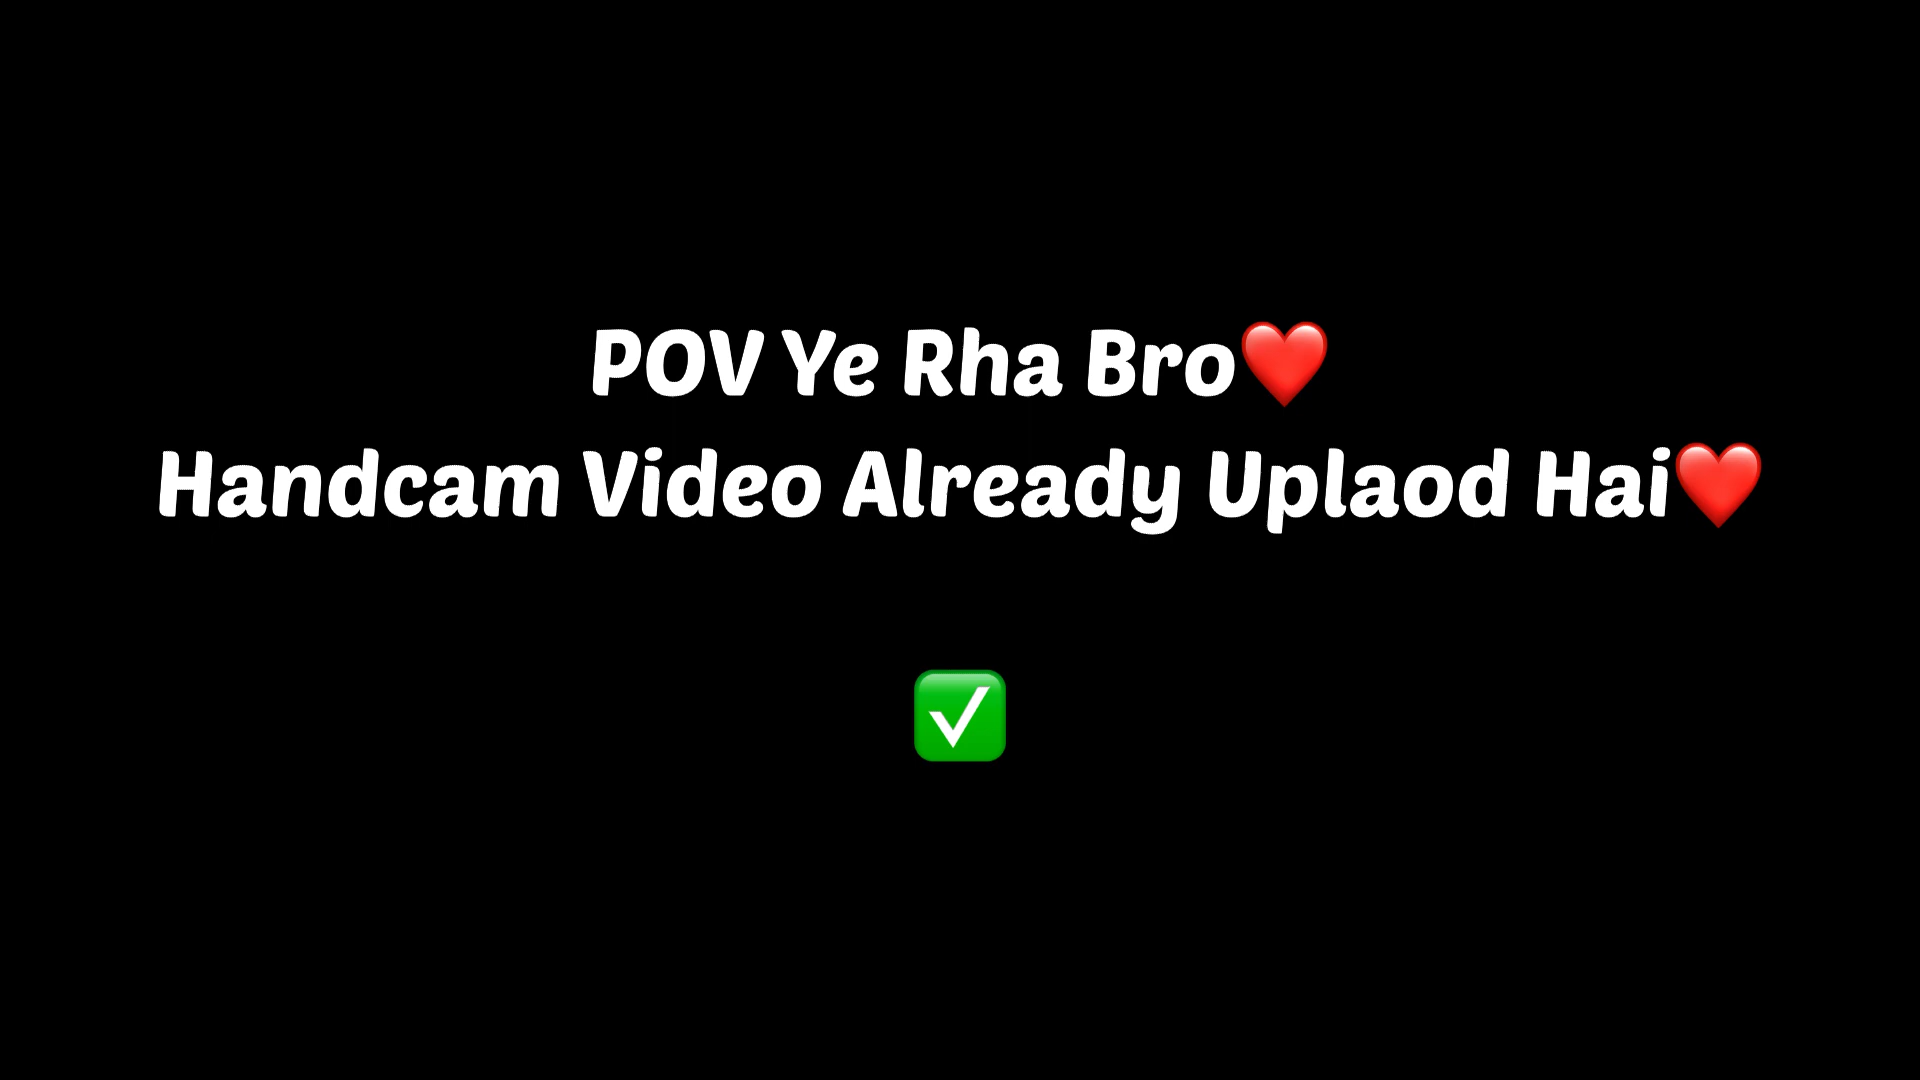 POV Ye Rha Bro❤️
Handcam Video Already Uplaod Hai❤️
✅